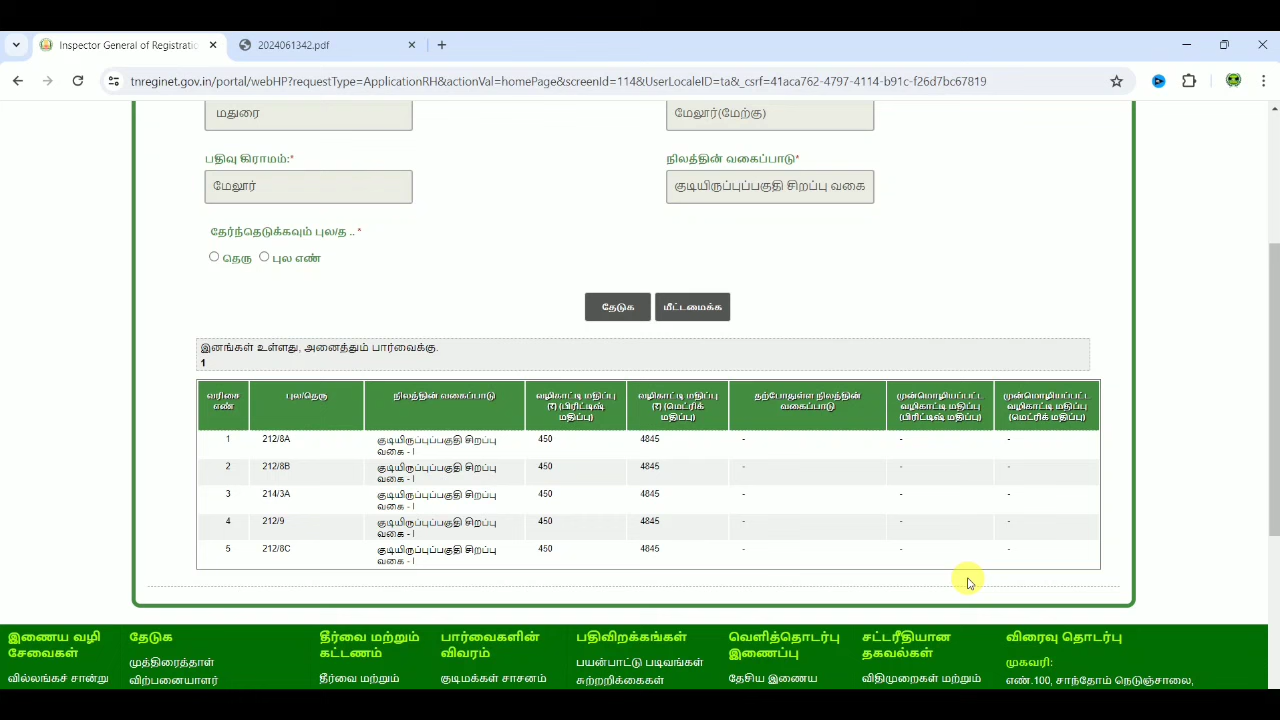 Inspector General of Registratic
2024061342.pdf
tnreginet.gov.in/portal/webHP?requestType=ApplicationRH&actionVal=homePage&screenId=114&UserLocaleID=ta&_csrf=41aca762-4797-4114-b91c-f26d7bc67819
மதுரை மேலூர்(மேற்கு)
பதிவு கிராமம்:* நிலத்தின் வகைப்பாடு*
மேலூர் குடியிருப்புப்பகுதி சிறப்பு வகை
தேர்ந்தெடுக்கவும் புல/த ..*
தெரு புல எண்
தேடுக மீட்டமைக்க
இனங்கள் உள்ளது, அனைத்தும் பார்வைக்கு.
1
வரிசை எண் புல/தெரு நிலத்தின் வகைப்பாடு வழிகாட்டி மதிப்பு (₹) (பிரிட்டிஷ் மதிப்பு) வழிகாட்டி மதிப்பு (₹) (மெட்ரிக் மதிப்பு) தற்போதுள்ள நிலத்தின் வகைப்பாடு முன்மொழியப்பட்ட வழிகாட்டி மதிப்பு (பிரிட்டிஷ் மதிப்பு) முன்மொழியப்பட்ட வழிகாட்டி மதிப்பு (மெட்ரிக் மதிப்பு)
1 212/8A குடியிருப்புப்பகுதி சிறப்பு வகை - I 450 4845 - - -
2 212/8B குடியிருப்புப்பகுதி சிறப்பு வகை - I 450 4845 - - -
3 214/3A குடியிருப்புப்பகுதி சிறப்பு வகை - I 450 4845 - - -
4 212/9 குடியிருப்புப்பகுதி சிறப்பு வகை - I 450 4845 - - -
5 212/8C குடியிருப்புப்பகுதி சிறப்பு வகை - I 450 4845 - - -
இணைய வழி சேவைகள் தேடுக தீர்வை மற்றும் கட்டணம் பார்வைகளின் விவரம் பதிவிறக்கங்கள் வெளித்தொடர்பு இணைப்பு சட்டரீதியான தகவல்கள் விரைவு தொடர்பு
முத்திரைத்தாள் பயன்பாட்டு படிவங்கள் முகவரி:
வில்லங்கச் சான்று விற்பனையாளர் தீர்வை மற்றும் குடிமக்கள் சாசனம் சுற்றறிக்கைகள் தேசிய இணைய விதிமுறைகள் மற்றும் எண்.100, சாந்தோம் நெடுஞ்சாலை,